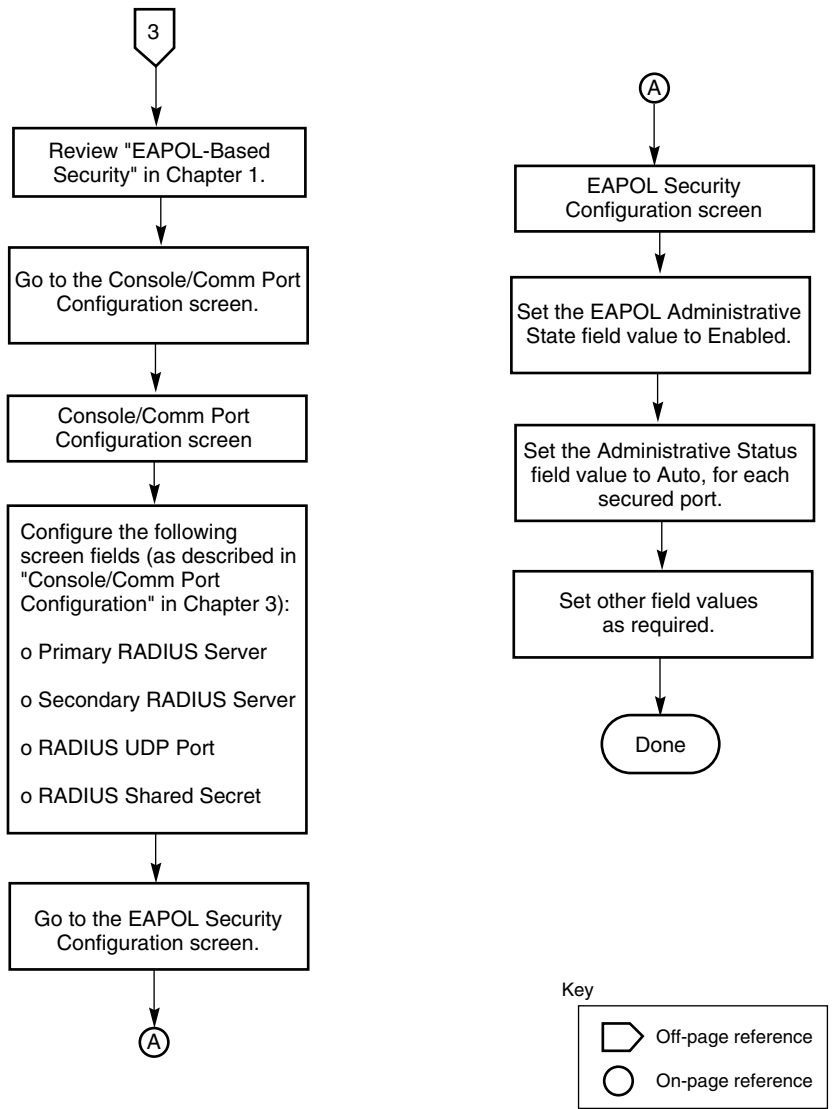 3
Review "EAPOL-Based
Security" in Chapter 1.
Go to the Console/Comm Port
Configuration screen.
Console/Comm Port
Configuration screen
Configure the following
screen fields (as described in
"Console/Comm Port
Configuration" in Chapter 3):
o Primary RADIUS Server
o Secondary RADIUS Server
o RADIUS UDP Port
o RADIUS Shared Secret
Go to the EAPOL Security
Configuration screen.
A
A
EAPOL Security
Configuration screen
Set the EAPOL Administrative
State field value to Enabled.
Set the Administrative Status
field value to Auto, for each
secured port.
Set other field values
as required.
Done
Key
Off-page reference
On-page reference